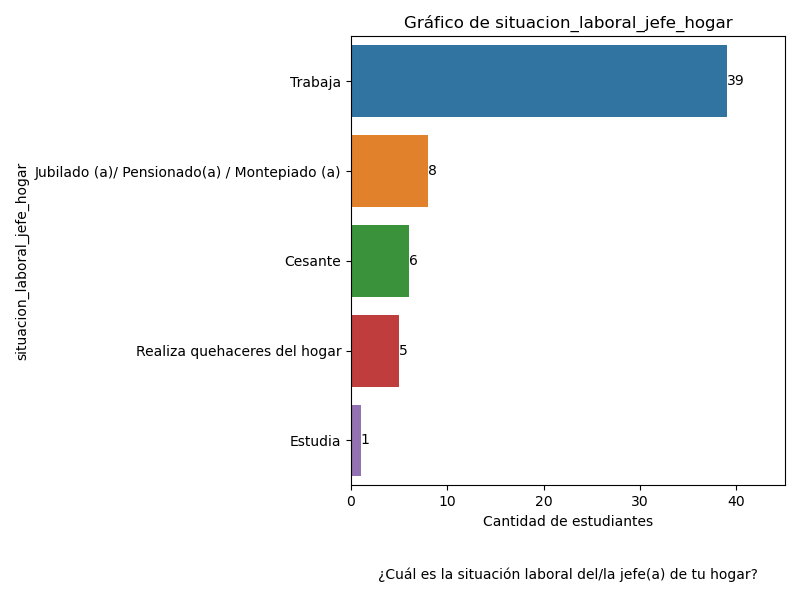 Gráfico de situacion_laboral_jefe_hogar
situacion_laboral_jefe_hogar
Trabaja
39
Jubilado (a)/ Pensionado(a) / Montepiado (a)
8
Cesante
6
Realiza quehaceres del hogar
5
Estudia
1
0 10 20 30 40
Cantidad de estudiantes
¿Cuál es la situación laboral del/la jefe(a) de tu hogar?